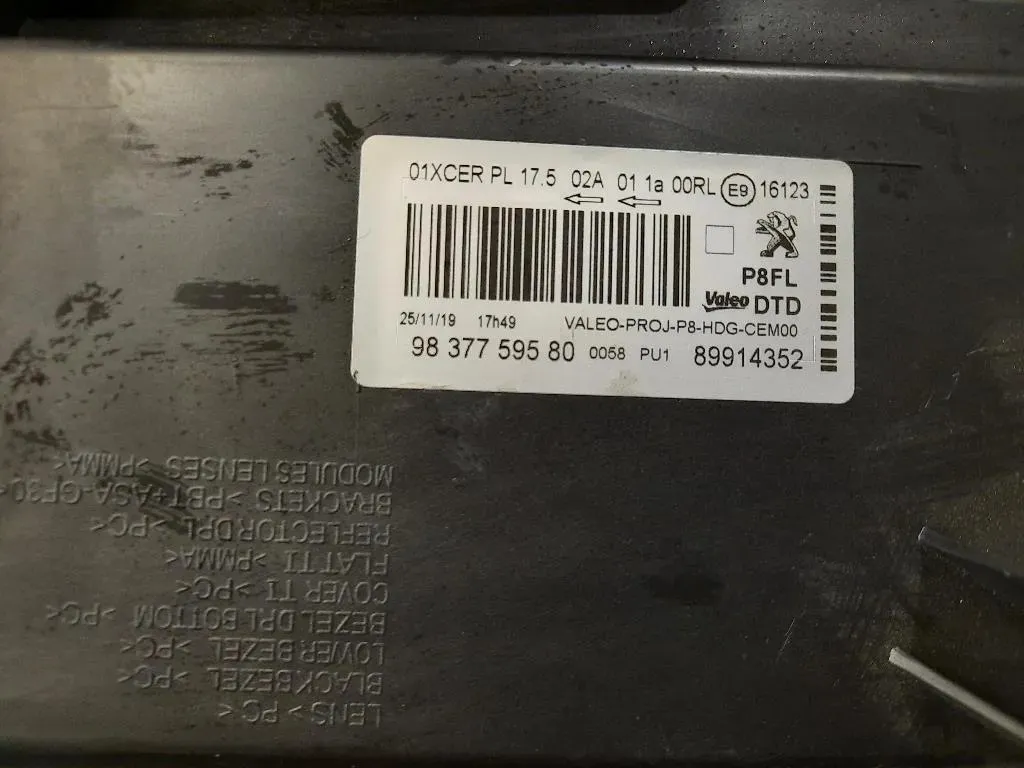 01XCER PL 17.5 02A 01 1a 00RL E9 16123
P8FL
Valeo DTD
25/11/19 17h49 VALEO-PROJ-P8-HDG-CEM00
98 377 595 80 0058 PU1 89914352
LENS >PC<
BLACK BEZEL >PC<
LOWER BEZEL >PC<
BEZEL DRL BOTTOM >PC<
COVER TI >PC<
FLAT TI >PMMA<
REFLECTOR DRL >PC<
BRACKETS >PBT+ASA-GF30<
MODULES LENSES >PMMA<